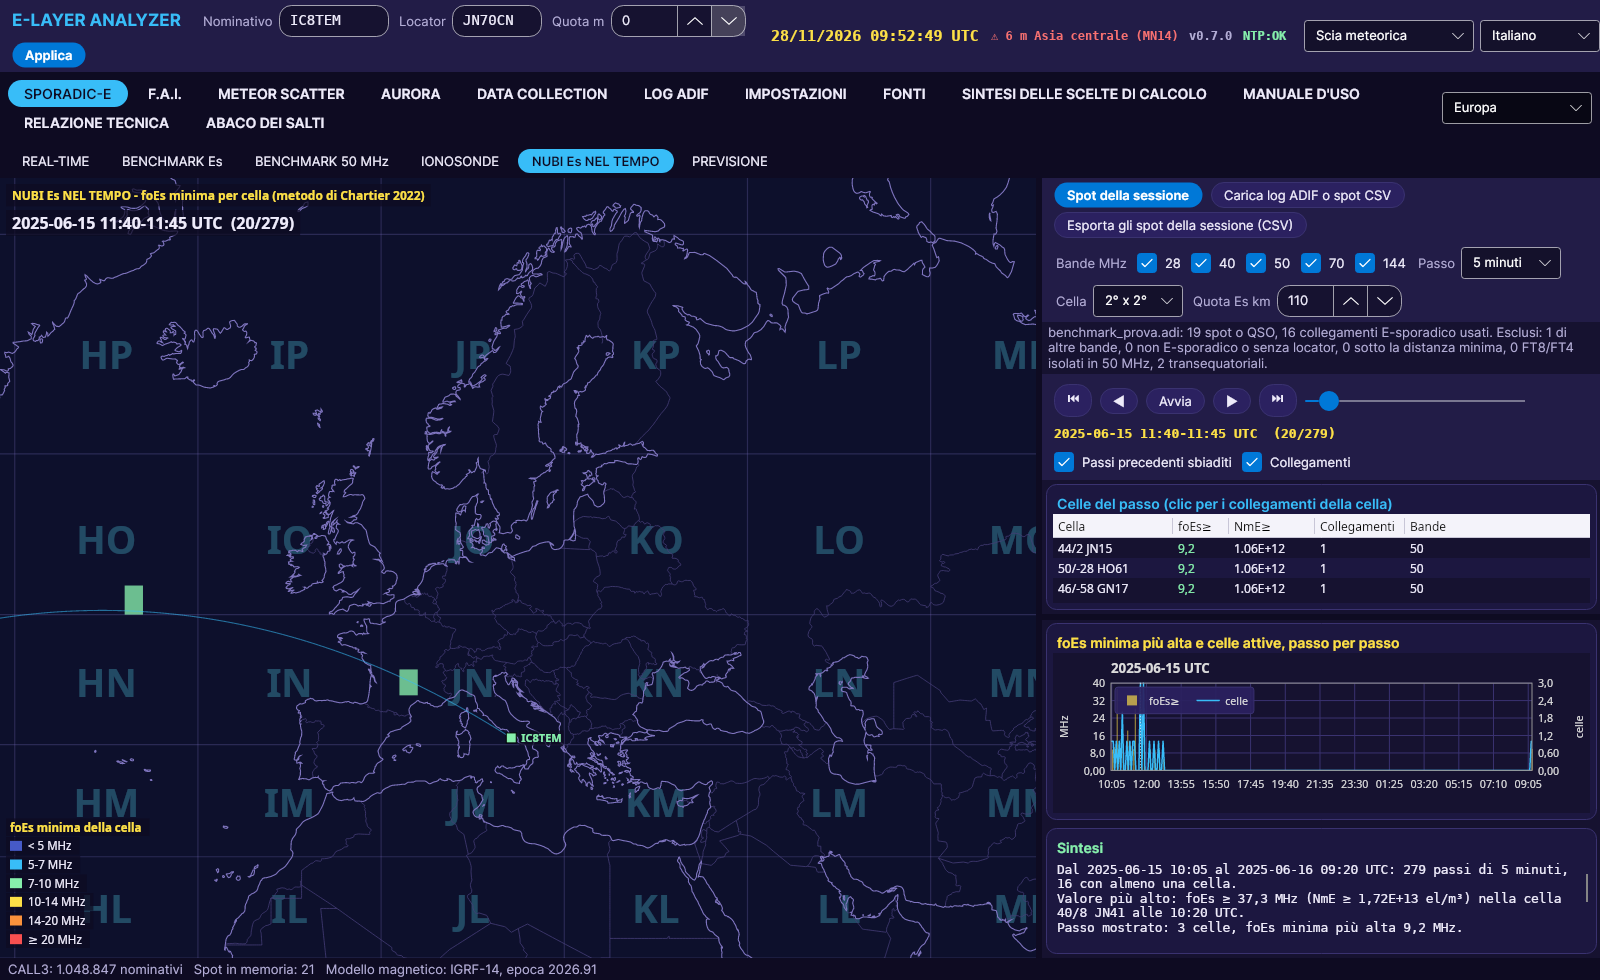 E-LAYER ANALYZER Nominativo IC8TEM Locator JN70CN Quota m 0
28/11/2026 09:52:49 UTC ⚠ 6 m Asia centrale (MN14) v0.7.0 NTP:OK Scia meteorica Italiano
Applica
SPORADIC-E F.A.I. METEOR SCATTER AURORA DATA COLLECTION LOG ADIF IMPOSTAZIONI FONTI SINTESI DELLE SCELTE DI CALCOLO MANUALE D'USO
RELAZIONE TECNICA ABACO DEI SALTI
Europa
REAL-TIME BENCHMARK Es BENCHMARK 50 MHz IONOSONDE NUBI Es NEL TEMPO PREVISIONE
NUBI Es NEL TEMPO - foEs minima per cella (metodo di Chartier 2022)
2025-06-15 11:40-11:45 UTC (20/279)
HP IP JP KP LP
HO IO JO KO LO
HN IN JN KN LN
IC8TEM
HM IM JM KM LM
HL IL JL KL
foEs minima della cella
< 5 MHz
5-7 MHz
7-10 MHz
10-14 MHz
14-20 MHz
≥ 20 MHz
Spot della sessione Carica log ADIF o spot CSV
Esporta gli spot della sessione (CSV)
Bande MHz 28 40 50 70 144 Passo 5 minuti
Cella 2° x 2° Quota Es km 110
benchmark_prova.adi: 19 spot o QSO, 16 collegamenti E-sporadico usati. Esclusi: 1 di
altre bande, 0 non E-sporadico o senza locator, 0 sotto la distanza minima, 0 FT8/FT4
isolati in 50 MHz, 2 transequatoriali.
⏮ ◀ Avvia ▶ ⏭
2025-06-15 11:40-11:45 UTC (20/279)
Passi precedenti sbiaditi Collegamenti
Celle del passo (clic per i collegamenti della cella)
Cella foEs≥ NmE≥ Collegamenti Bande
44/2 JN15 9,2 1.06E+12 1 50
50/-28 HO61 9,2 1.06E+12 1 50
46/-58 GN17 9,2 1.06E+12 1 50
foEs minima più alta e celle attive, passo per passo
2025-06-15 UTC
foEs≥ celle
MHz
40
32
24
16
8,0
0,00
3,0
2,4
1,8
1,2
0,60
0,00
celle
10:05 12:00 13:55 15:50 17:45 19:40 21:35 23:30 01:25 03:20 05:15 07:10 09:05
Sintesi
Dal 2025-06-15 10:05 al 2025-06-16 09:20 UTC: 279 passi di 5 minuti,
16 con almeno una cella.
Valore più alto: foEs ≥ 37,3 MHz (NmE ≥ 1,72E+13 el/m³) nella cella
40/8 JN41 alle 10:20 UTC.
Passo mostrato: 3 celle, foEs minima più alta 9,2 MHz.
CALL3: 1.048.847 nominativi Spot in memoria: 21 Modello magnetico: IGRF-14, epoca 2026.91